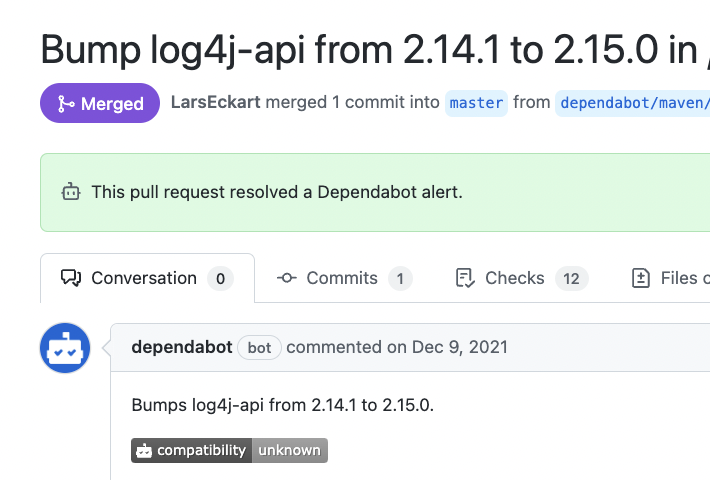 Bump log4j-api from 2.14.1 to 2.15.0 in /
Merged LarsEckart merged 1 commit into master from dependabot/maven/
This pull request resolved a Dependabot alert.
Conversation 0 Commits 1 Checks 12 Files
dependabot bot commented on Dec 9, 2021
Bumps log4j-api from 2.14.1 to 2.15.0.
compatibility unknown